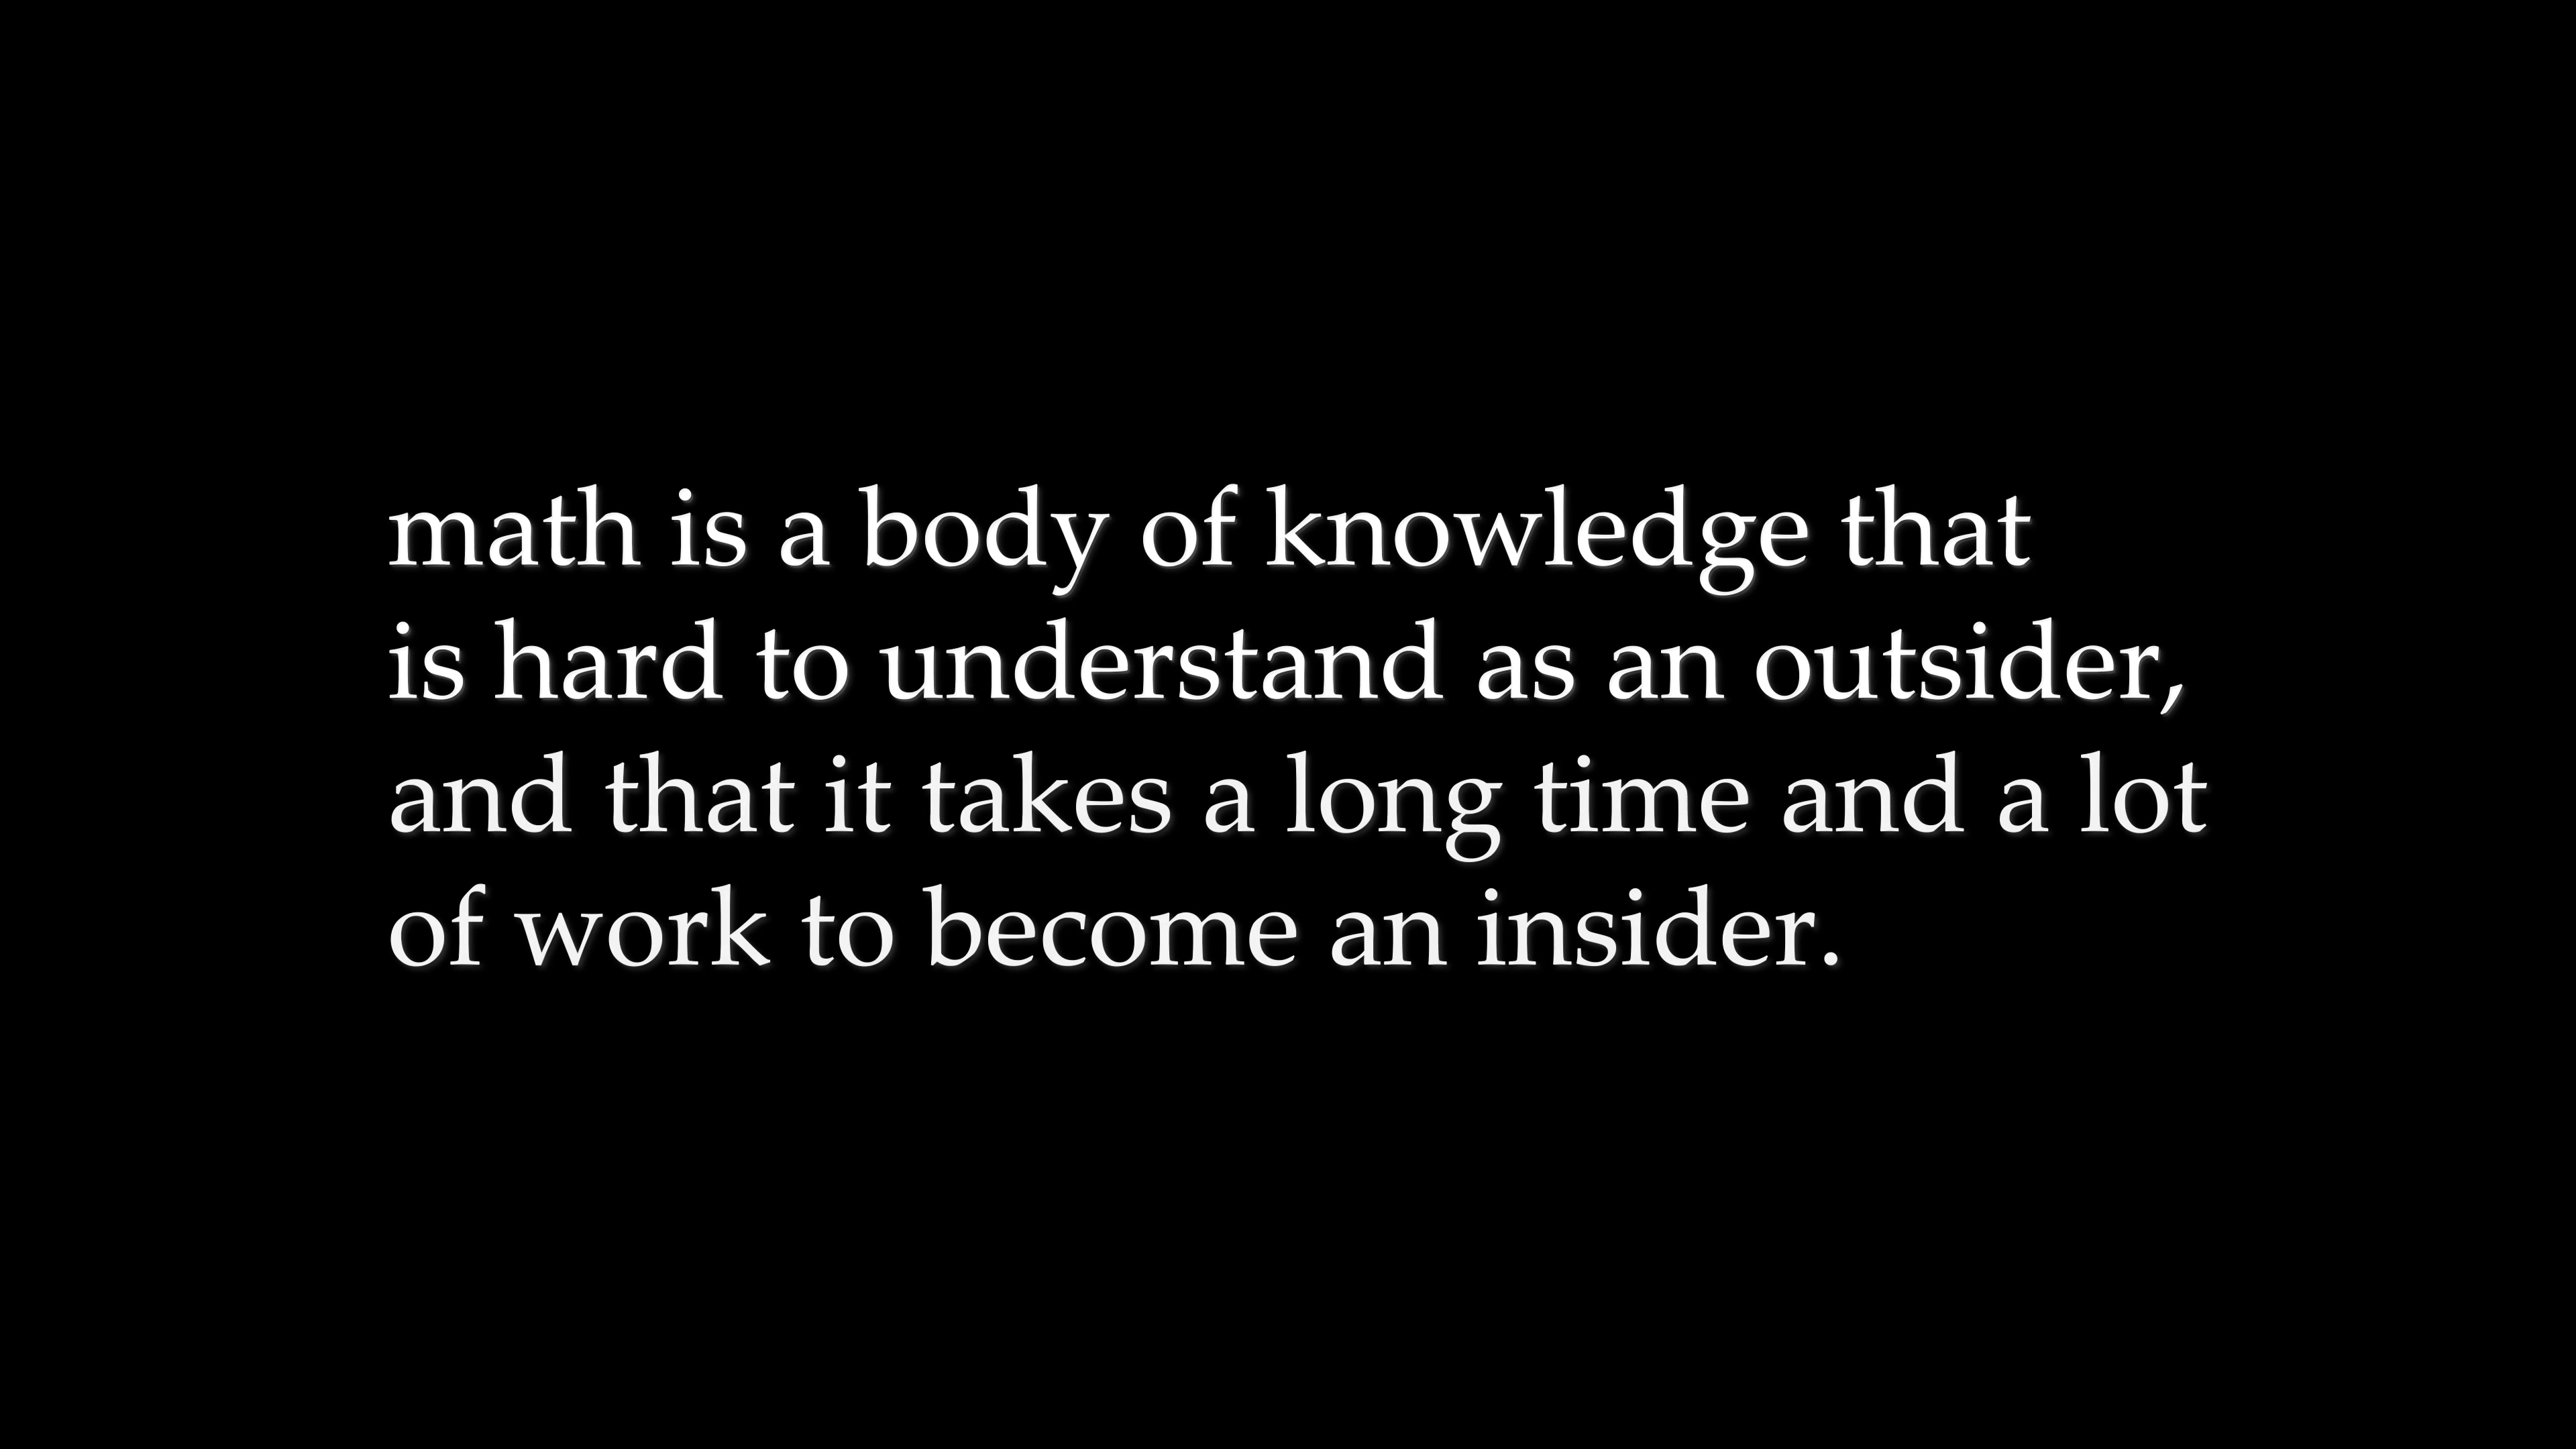 math is a body of knowledge that
is hard to understand as an outsider,
and that it takes a long time and a lot
of work to become an insider.